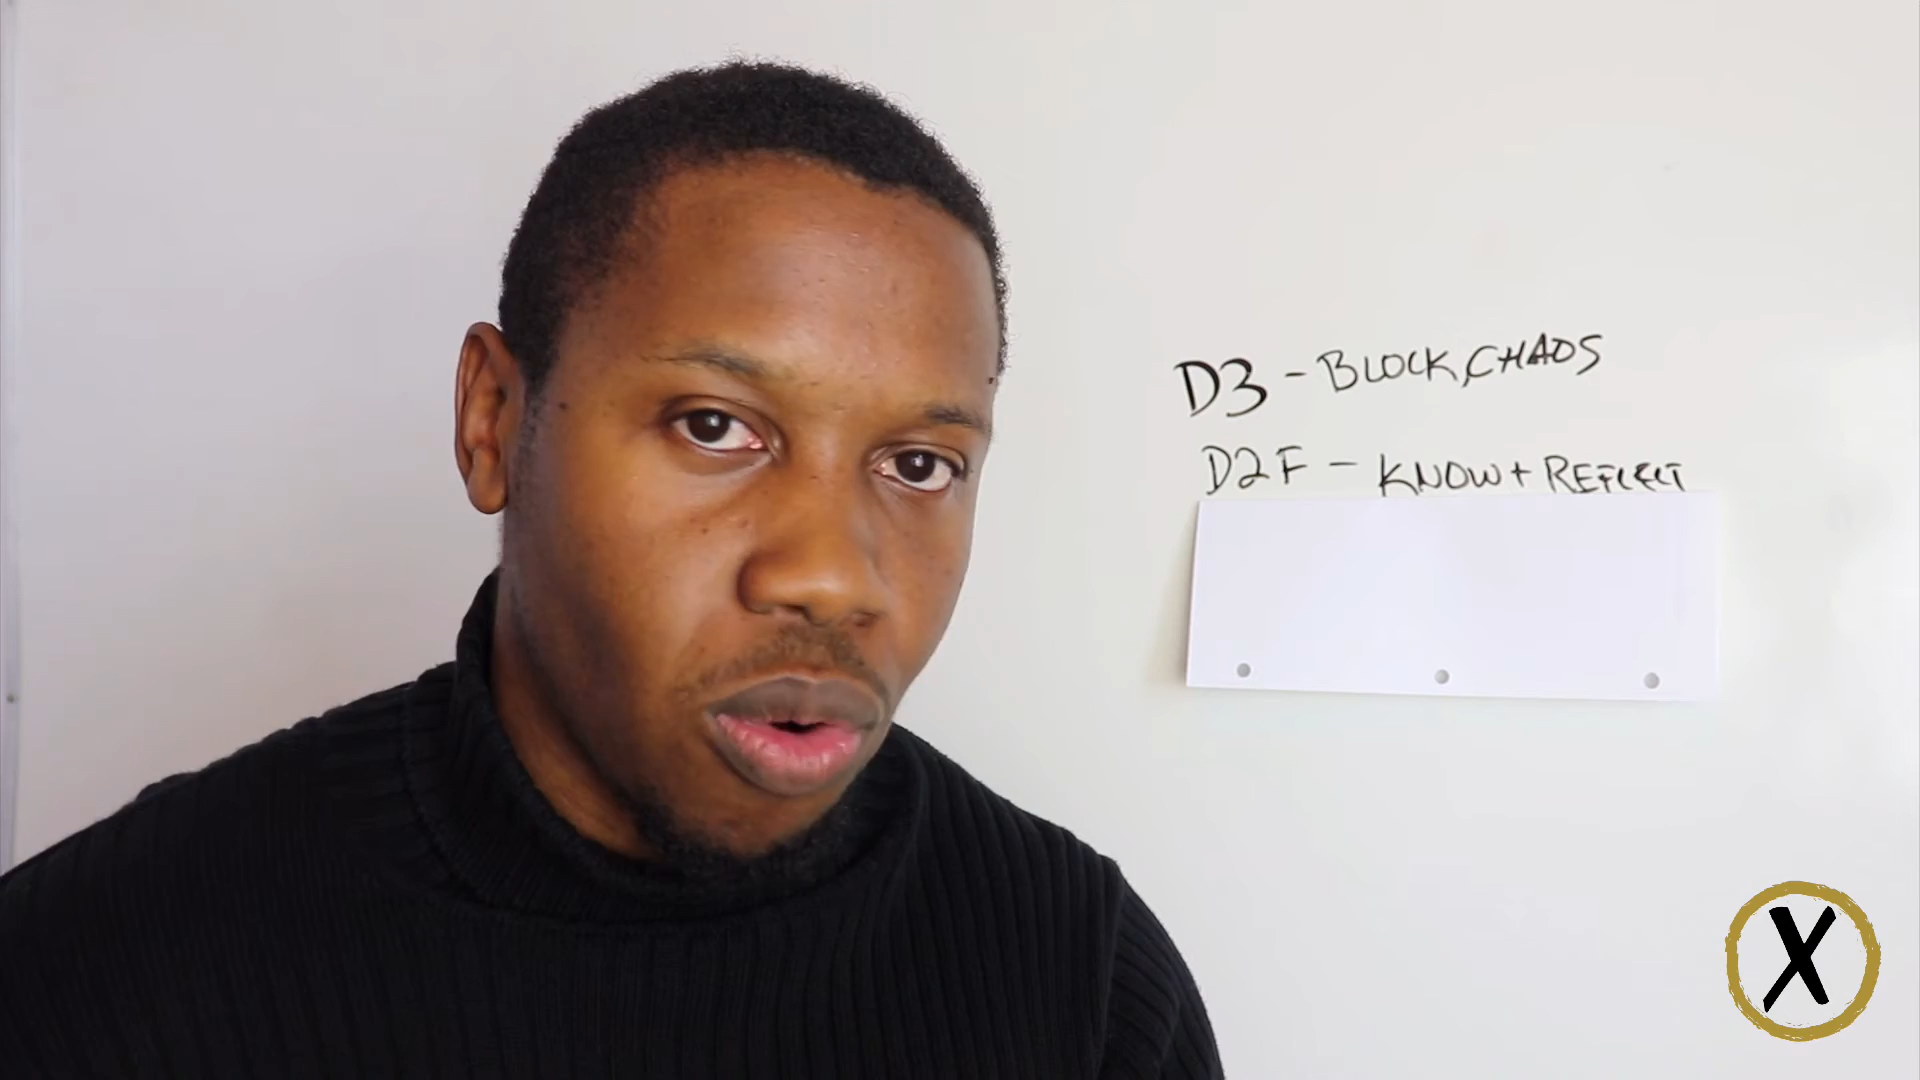 D3 - BLOCK, CHAOS
D2F - KNOW + REFLECT
X